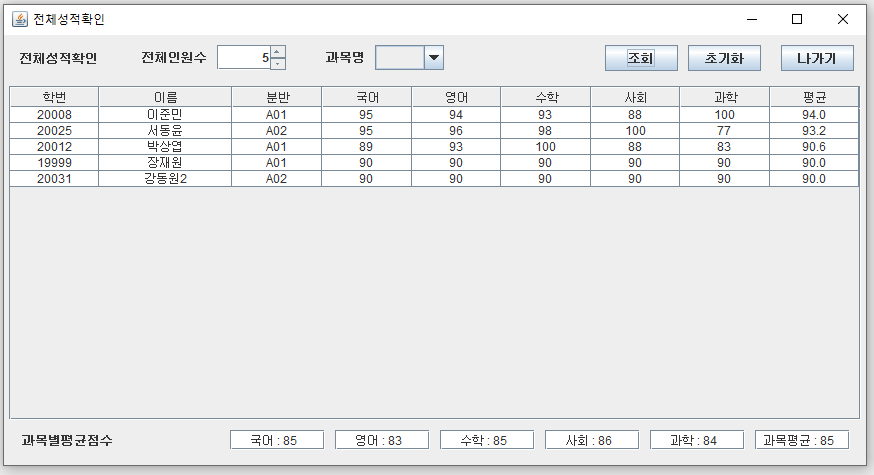 전체성적확인
전체성적확인 전체인원수 5 과목명 조회 초기화 나가기
학번 이름 분반 국어 영어 수학 사회 과학 평균
20008 이준민 A01 95 94 93 88 100 94.0
20025 서동윤 A02 95 96 98 100 77 93.2
20012 박상엽 A01 89 93 100 88 83 90.6
19999 장재원 A01 90 90 90 90 90 90.0
20031 강동원2 A02 90 90 90 90 90 90.0
과목별평균점수 국어 : 85 영어 : 83 수학 : 85 사회 : 86 과학 : 84 과목평균 : 85